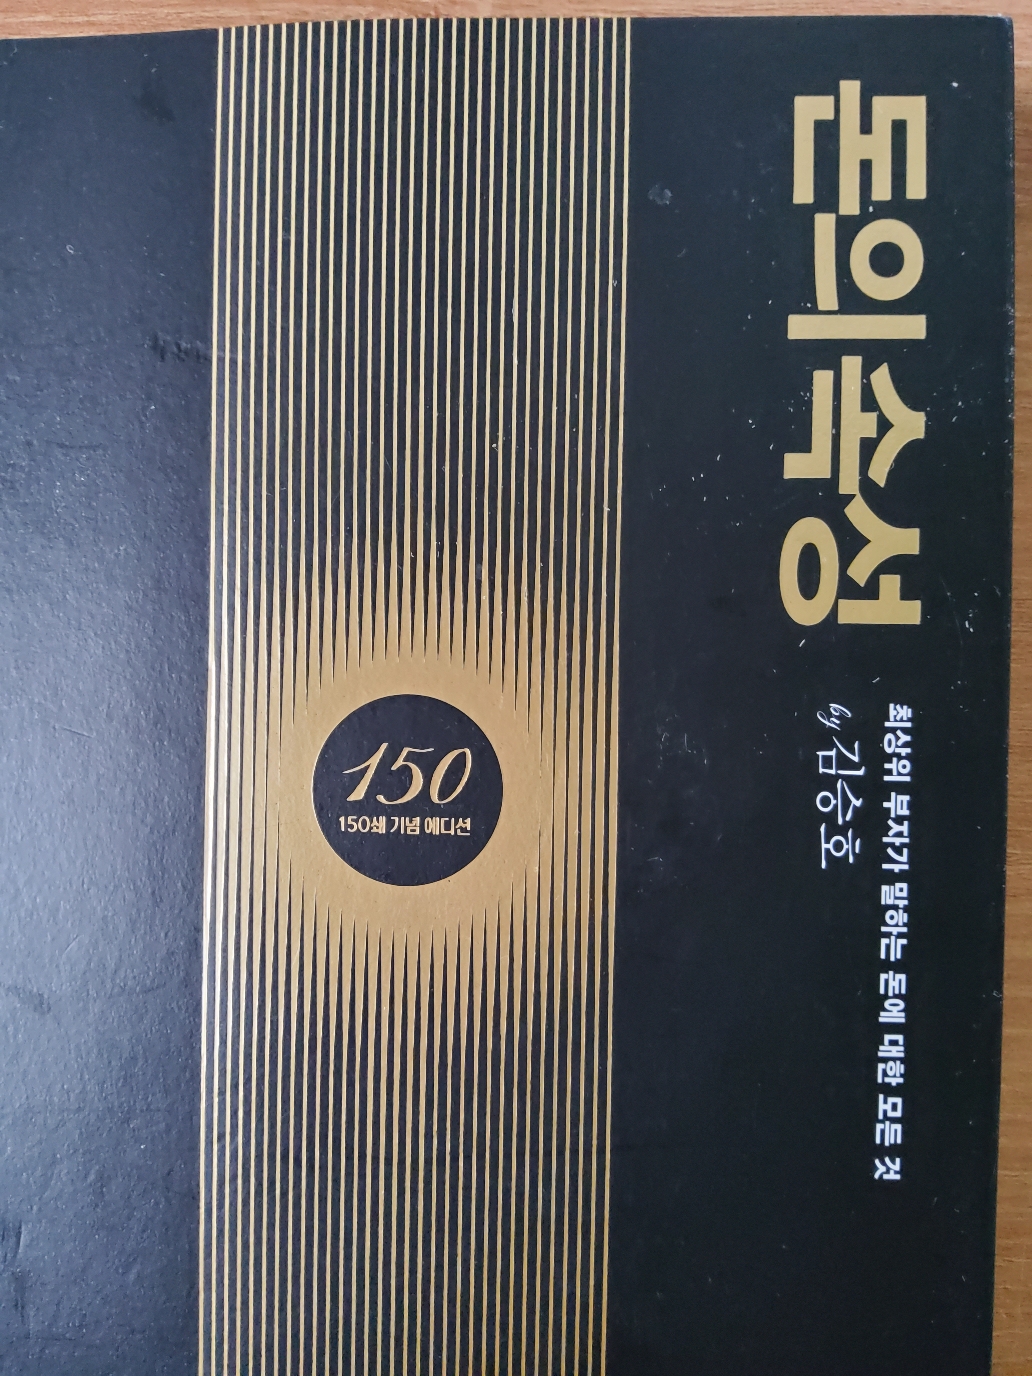 돈의 속성
최상위 부자가 말하는 돈에 대한 모든 것
by 김승호
150
150쇄 기념 에디션